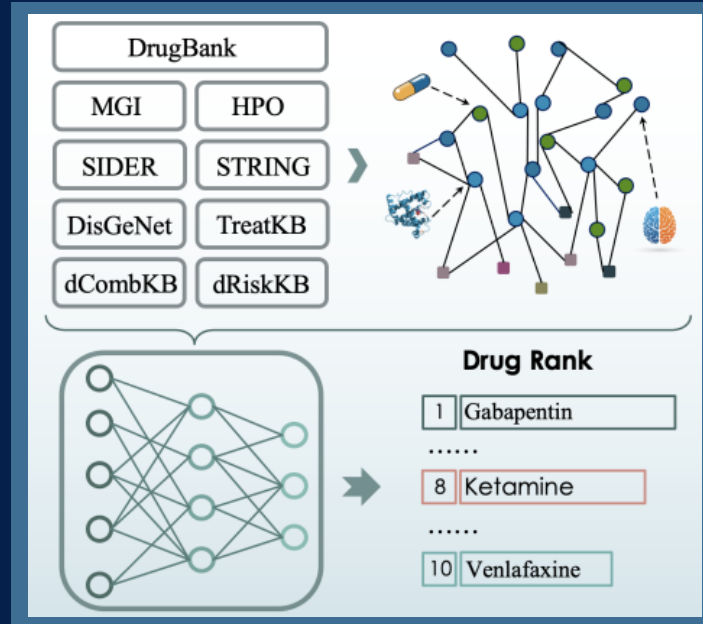 DrugBank
MGI HPO
SIDER STRING
DisGeNet TreatKB
dCombKB dRiskKB
Drug Rank
1 Gabapentin
......
8 Ketamine
......
10 Venlafaxine